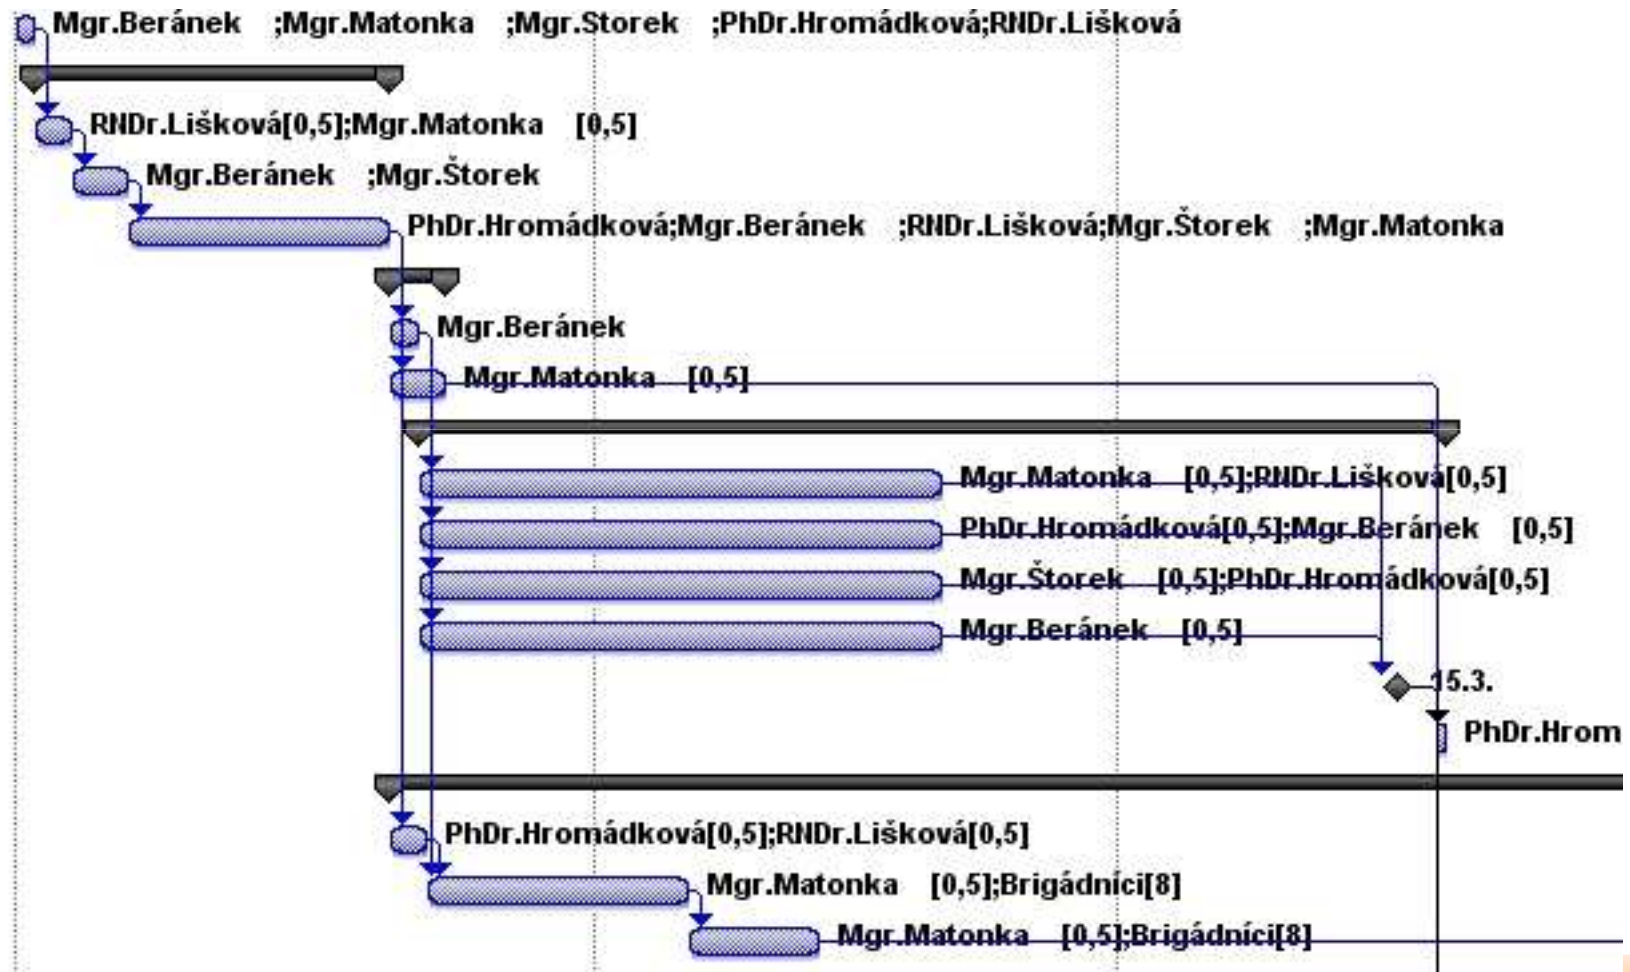 Mgr.Beránek ;Mgr.Matonka ;Mgr.Štorek ;PhDr.Hromádková;RNDr.Lišková
RNDr.Lišková[0,5];Mgr.Matonka [0,5]
Mgr.Beránek ;Mgr.Štorek
PhDr.Hromádková;Mgr.Beránek ;RNDr.Lišková;Mgr.Štorek ;Mgr.Matonka
Mgr.Beránek
Mgr.Matonka [0,5]
Mgr.Matonka [0,5];RNDr.Lišková[0,5]
PhDr.Hromádková[0,5];Mgr.Beránek [0,5]
Mgr.Štorek [0,5];PhDr.Hromádková[0,5]
Mgr.Beránek [0,5]
15.3.
PhDr.Hrom
PhDr.Hromádková[0,5];RNDr.Lišková[0,5]
Mgr.Matonka [0,5];Brigádníci[8]
Mgr.Matonka [0,5];Brigádníci[8]